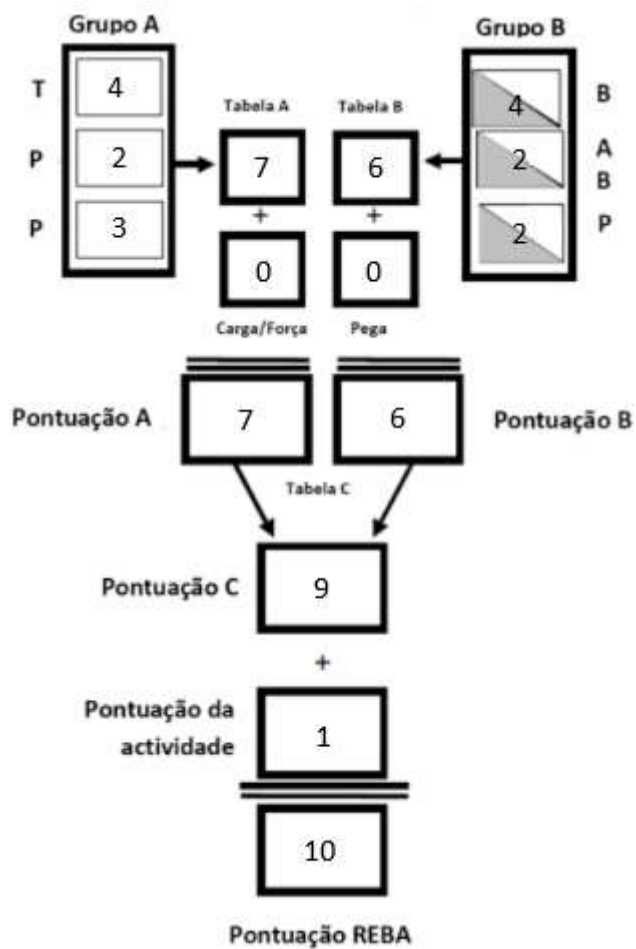 Grupo A
Grupo B
T
4
P
2
P
3
Tabela A
Tabela B
7
6
+
+
0
0
Carga/Força
Pega
4
B
2
A
B
2
P
Pontuação A
7
6
Pontuação B
Tabela C
Pontuação C
9
+
Pontuação da
actividade
1
10
Pontuação REBA